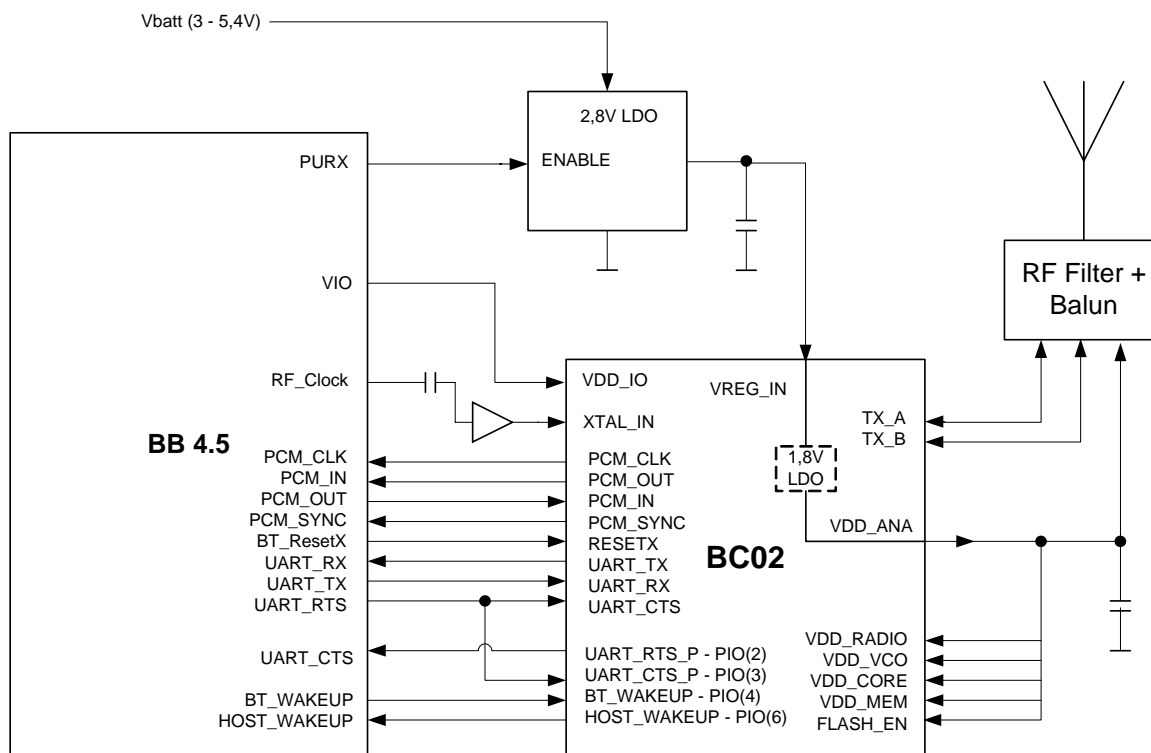 Vbatt (3 - 5,4V)
2,8V LDO
ENABLE
PURX
VIO
RF_Clock
BB 4.5
PCM_CLK
PCM_IN
PCM_OUT
PCM_SYNC
BT_ResetX
UART_RX
UART_TX
UART_RTS
UART_CTS
BT_WAKEUP
HOST_WAKEUP
VDD_IO
XTAL_IN
PCM_CLK
PCM_OUT
PCM_IN
PCM_SYNC
RESETX
UART_TX
UART_RX
UART_CTS
UART_RTS_P - PIO(2)
UART_CTS_P - PIO(3)
BT_WAKEUP - PIO(4)
HOST_WAKEUP - PIO(6)
VREG_IN
1,8V
LDO
BC02
TX_A
TX_B
VDD_ANA
VDD_RADIO
VDD_VCO
VDD_CORE
VDD_MEM
FLASH_EN
RF Filter +
Balun